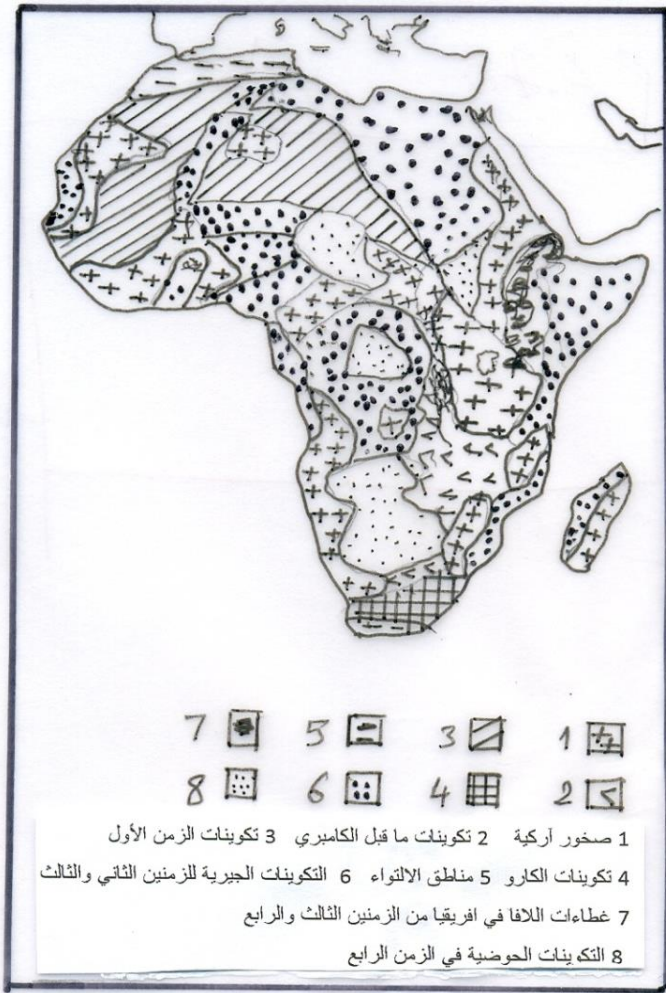 1 3 5 7
2 4 6 8
1 صخور آركية 2 تكوينات ما قبل الكامبري 3 تكوينات الزمن الأول
4 تكوينات الكارو 5 مناطق الالتواء 6 التكوينات الجيرية للزمنين الثاني والثالث
7 غطاءات اللافا في افريقيا من الزمنين الثالث والرابع
8 التكوينات الحوضية في الزمن الرابع